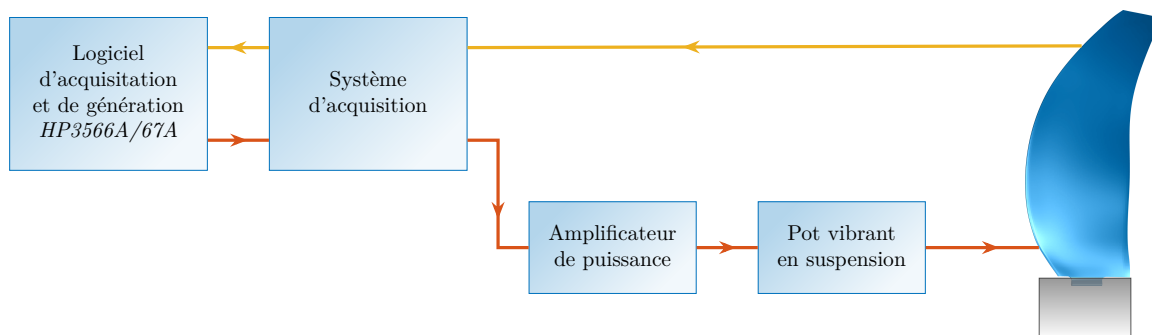 Logiciel
d'acquisitation
et de génération
HP3566A/67A
Système
d'acquisition
Amplificateur
de puissance
Pot vibrant
en suspension